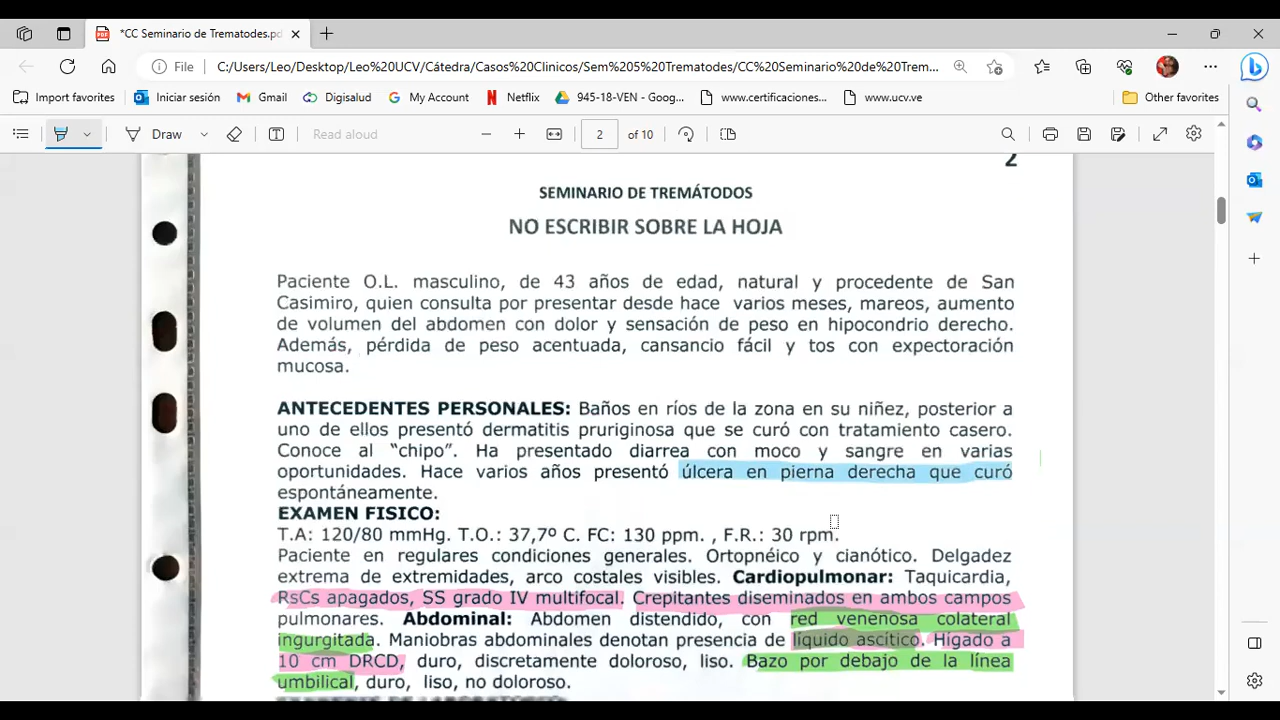 *CC Seminario de Trematodes.pd
File
C:/Users/Leo/Desktop/Leo%20UCV/Cátedra/Casos%20Clínicos/Sem%205%20Trematodes/CC%20Seminario%20de%20Trem...
Import favorites
Iniciar sesión
Gmail
Digisalud
My Account
Netflix
945-18-VEN - Goog...
www.certificaciones...
www.ucv.ve
Other favorites
Draw
Read aloud
2
of 10
2
SEMINARIO DE TREMÁTODOS
NO ESCRIBIR SOBRE LA HOJA
Paciente O.L. masculino, de 43 años de edad, natural y procedente de San
Casimiro, quien consulta por presentar desde hace varios meses, mareos, aumento
de volumen del abdomen con dolor y sensación de peso en hipocondrio derecho.
Además, pérdida de peso acentuada, cansancio fácil y tos con expectoración
mucosa.
ANTECEDENTES PERSONALES: Baños en ríos de la zona en su niñez, posterior a
uno de ellos presentó dermatitis pruriginosa que se curó con tratamiento casero.
Conoce al "chipo". Ha presentado diarrea con moco y sangre en varias
oportunidades. Hace varios años presentó úlcera en pierna derecha que curó
espontáneamente.
EXAMEN FISICO:
T.A: 120/80 mmHg. T.O.: 37,7º C. FC: 130 ppm. , F.R.: 30 rpm.
Paciente en regulares condiciones generales. Ortopnéico y cianótico. Delgadez
extrema de extremidades, arco costales visibles. Cardiopulmonar: Taquicardia,
RsCs apagados, SS grado IV multifocal. Crepitantes diseminados en ambos campos
pulmonares. Abdominal: Abdomen distendido, con red venenosa colateral
ingurgitada. Maniobras abdominales denotan presencia de líquido ascítico. Hígado a
10 cm DRCD, duro, discretamente doloroso, liso. Bazo por debajo de la línea
umbilical, duro, liso, no doloroso.